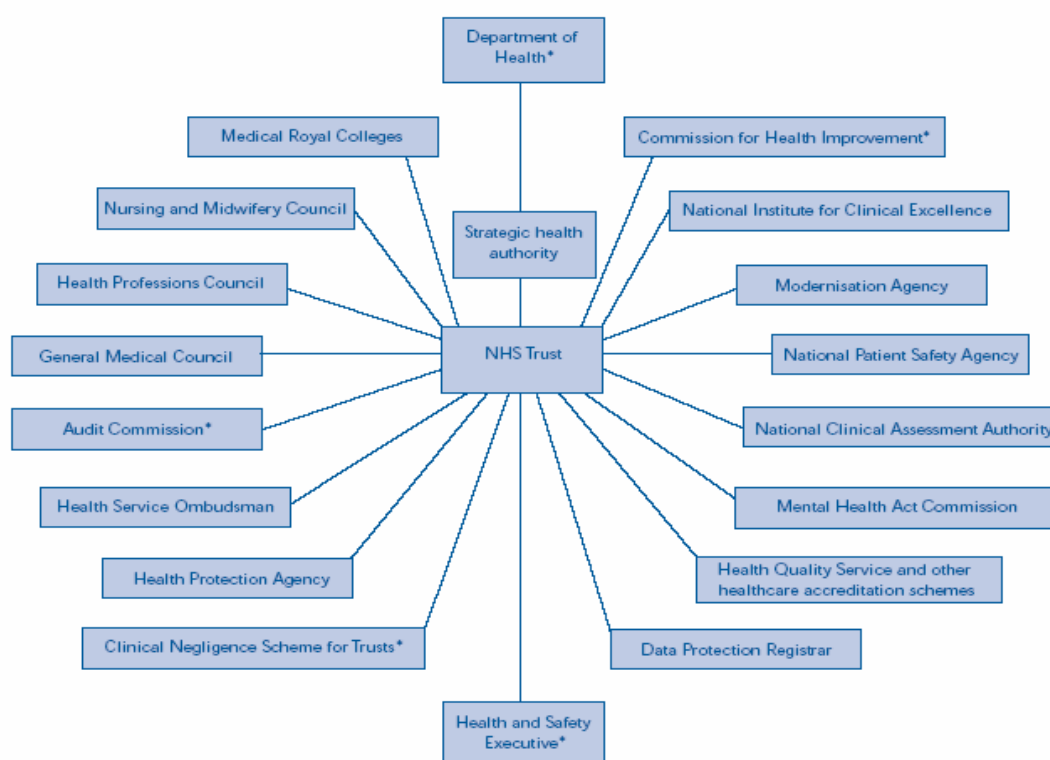 Department of
Health*
Medical Royal Colleges
Commission for Health Improvement*
Nursing and Midwifery Council
National Institute for Clinical Excellence
Strategic health
authority
Health Professions Council
Modernisation Agency
NHS Trust
General Medical Council
National Patient Safety Agency
Audit Commission*
National Clinical Assessment Authority
Health Service Ombudsman
Mental Health Act Commission
Health Protection Agency
Health Quality Service and other
healthcare accreditation schemes
Clinical Negligence Scheme for Trusts*
Data Protection Registrar
Health and Safety
Executive*